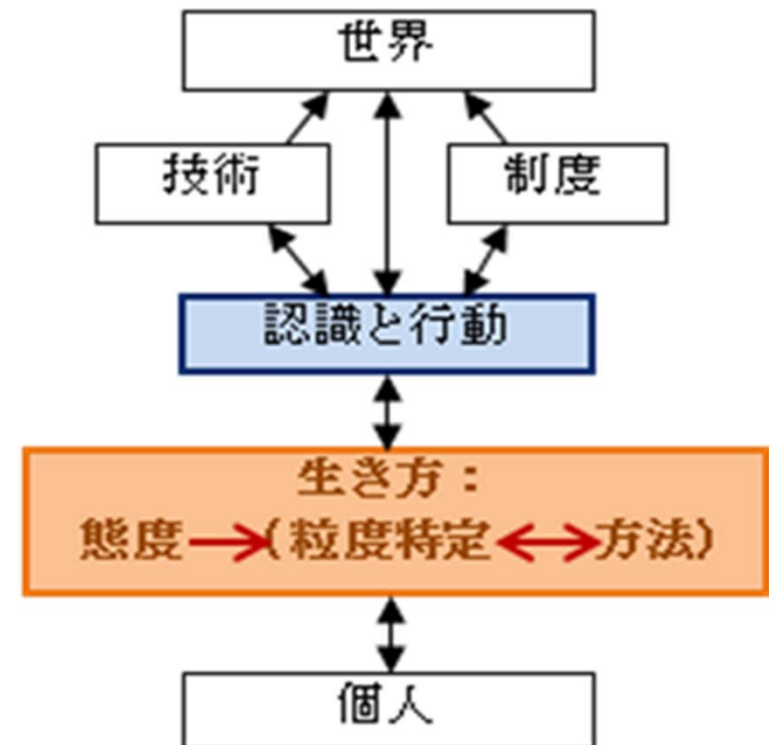 世界
技術
制度
認識と行動
生き方：
態度→(粒度特定↔方法)
個人